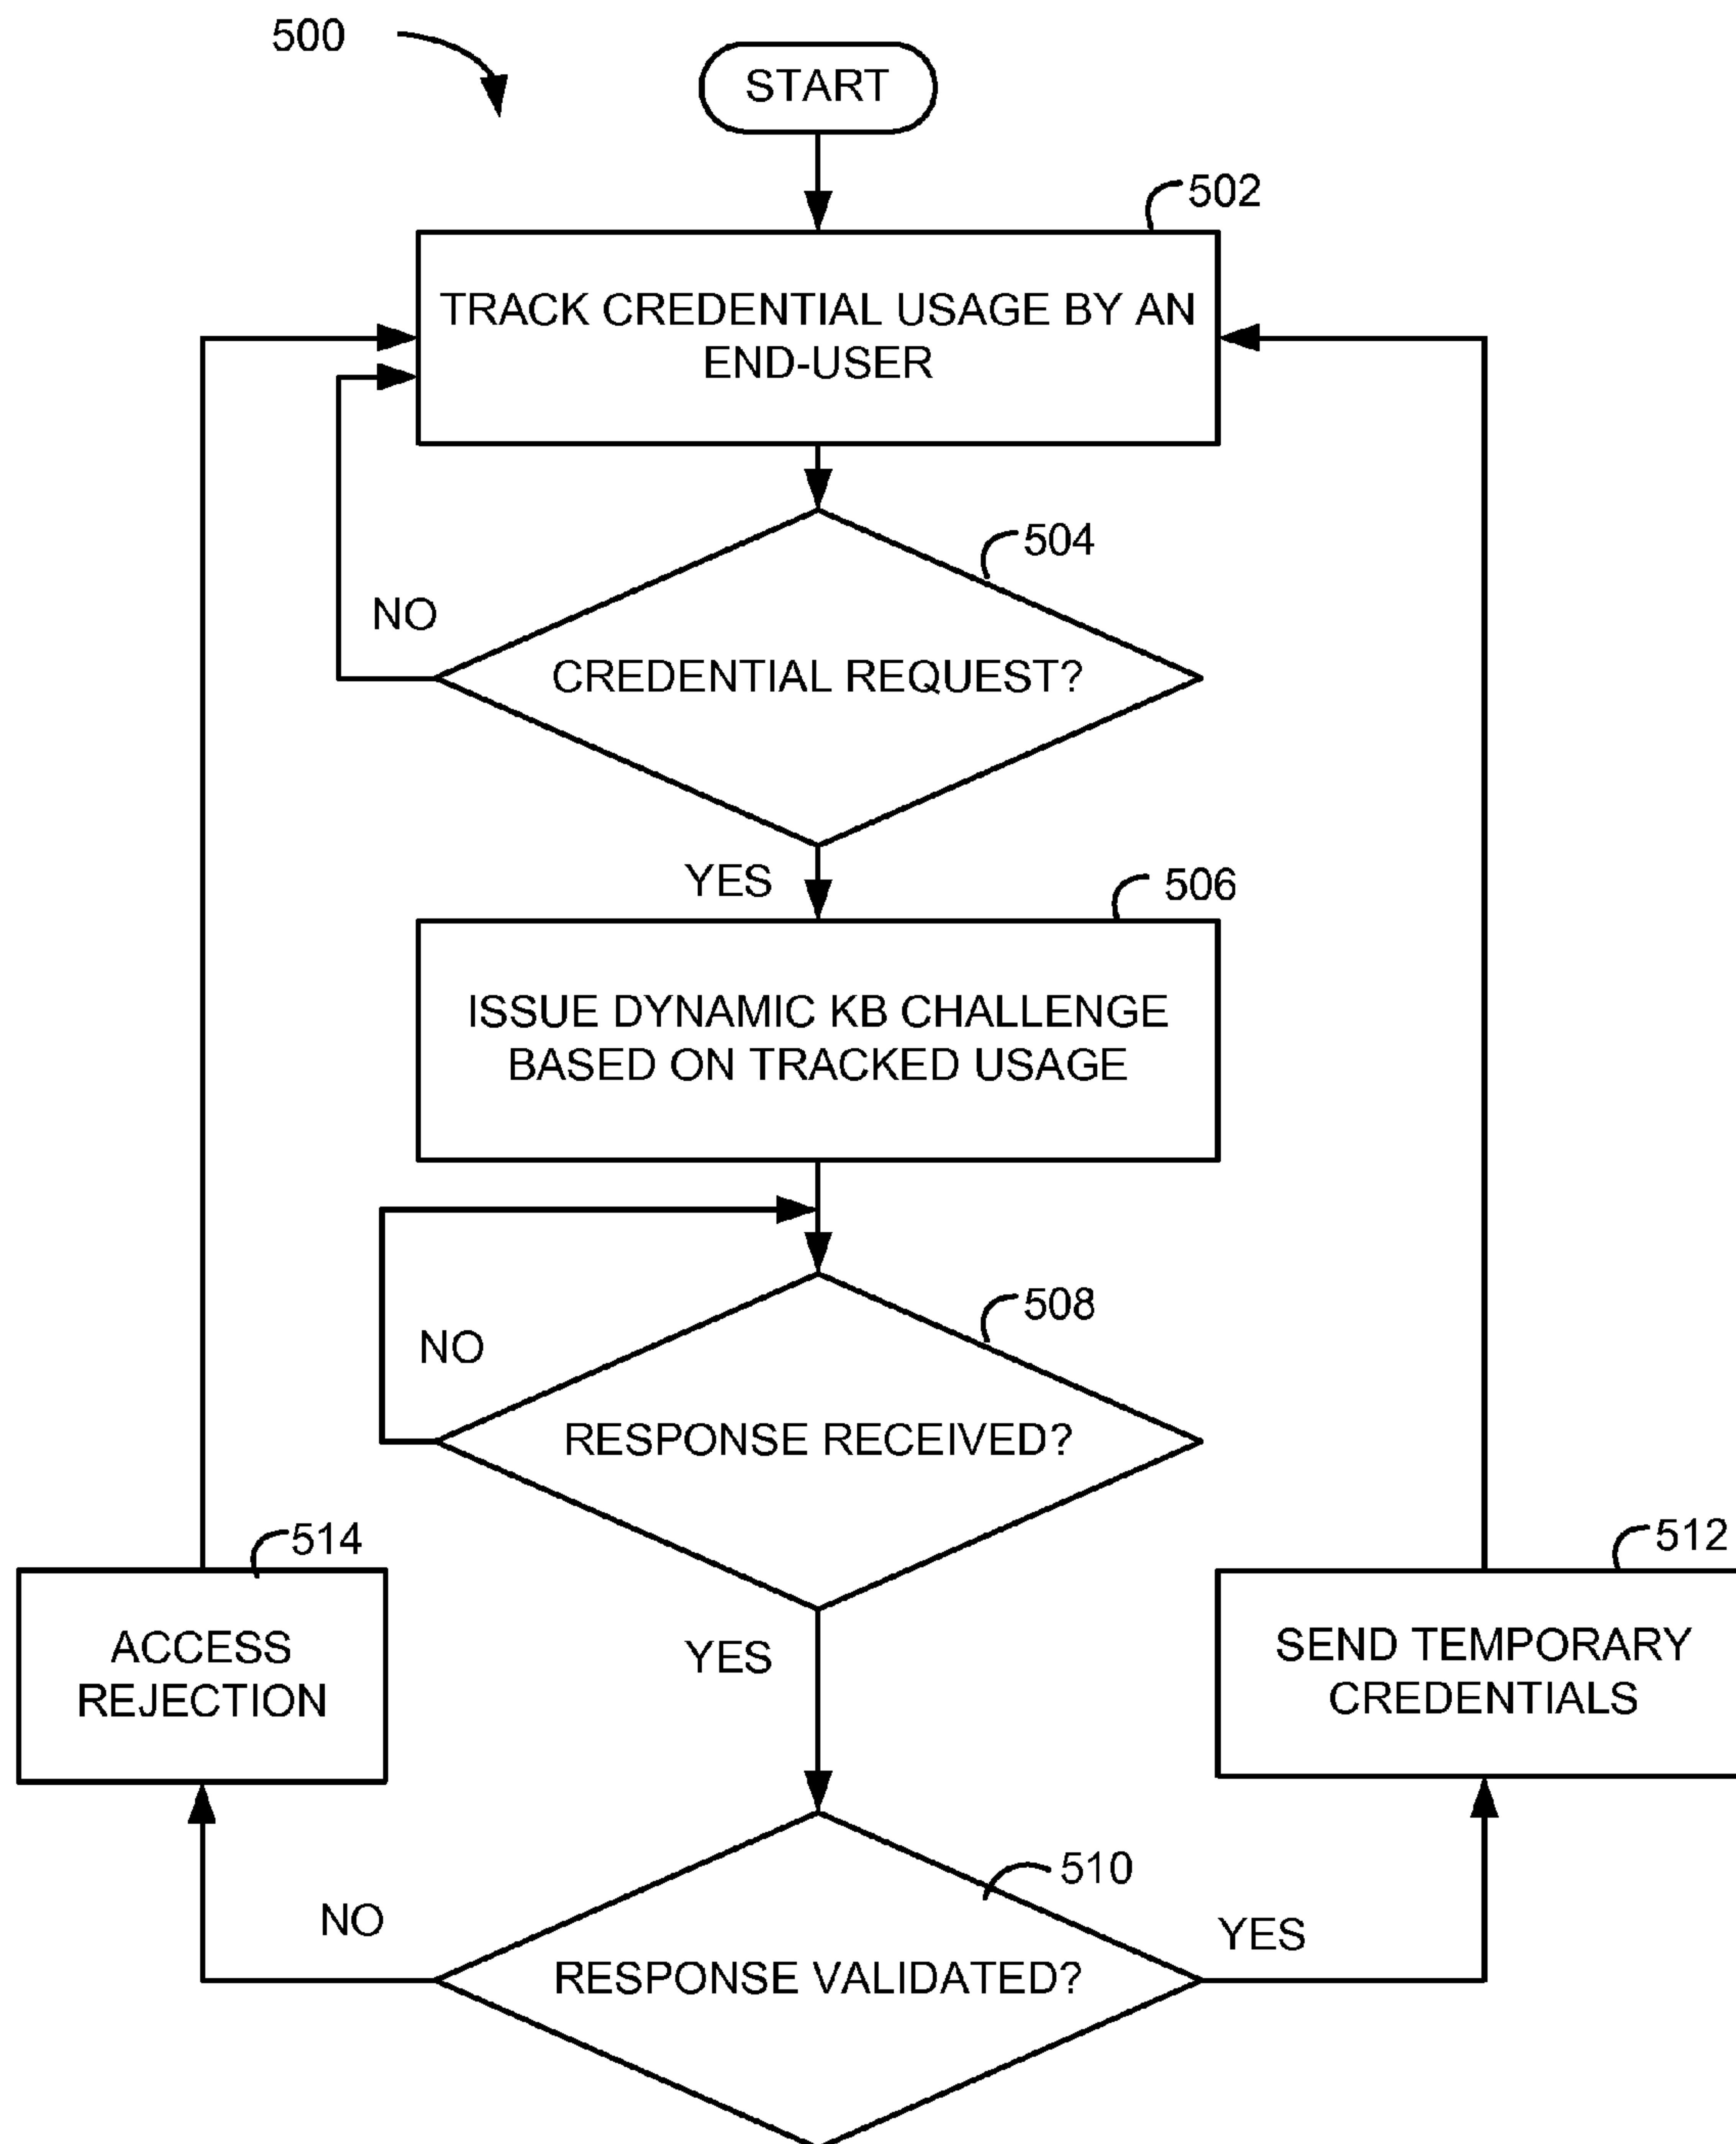 500
START
502
TRACK CREDENTIAL USAGE BY AN
END-USER
504
NO
CREDENTIAL REQUEST?
YES
506
ISSUE DYNAMIC KB CHALLENGE
BASED ON TRACKED USAGE
508
NO
RESPONSE RECEIVED?
514
512
ACCESS
REJECTION
YES
SEND TEMPORARY
CREDENTIALS
510
NO
YES
RESPONSE VALIDATED?